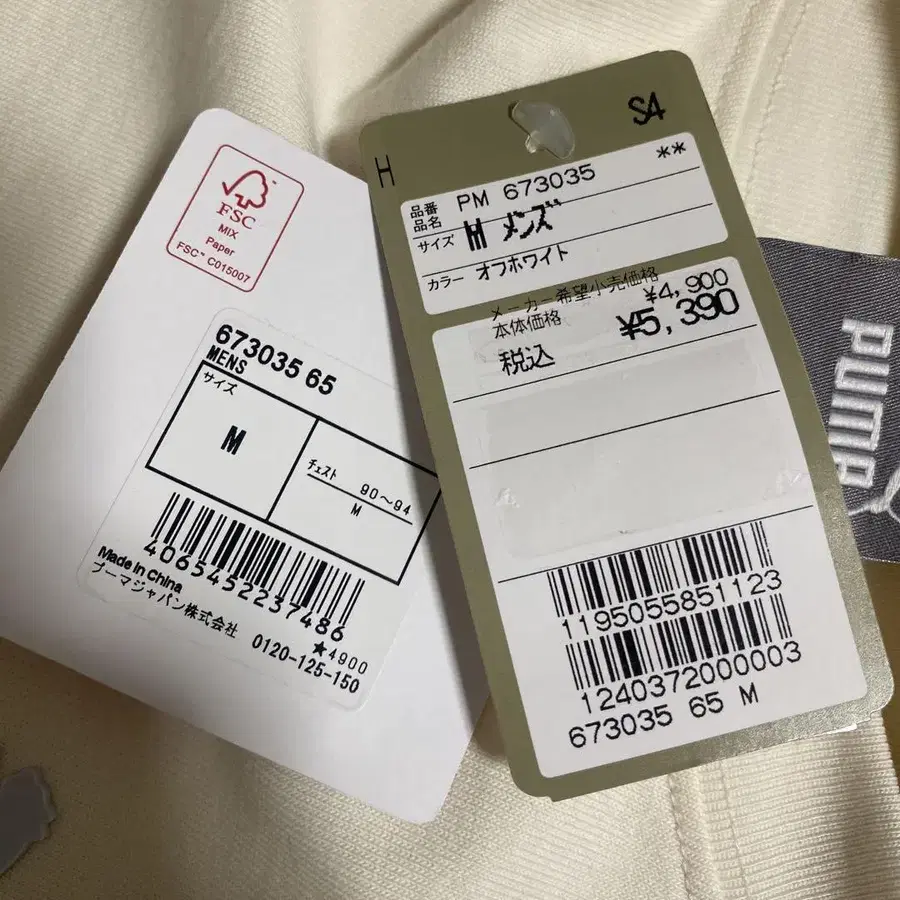 FSC
MIX
Paper
FSC™ C015007
673035 65
MENS
サイズ
M
チェスト 90～94
M
4065452237486
★4900
Made in China
プーマジャパン株式会社 0120-125-150
H
S4
品番 PM 673035 **
品名
サイズ M メンズ
カラー オフホワイト
メーカー希望小売価格
本体価格 ¥4,900
税込 ¥5,390
1195055851123
1240372000003
673035 65 M
PUMA